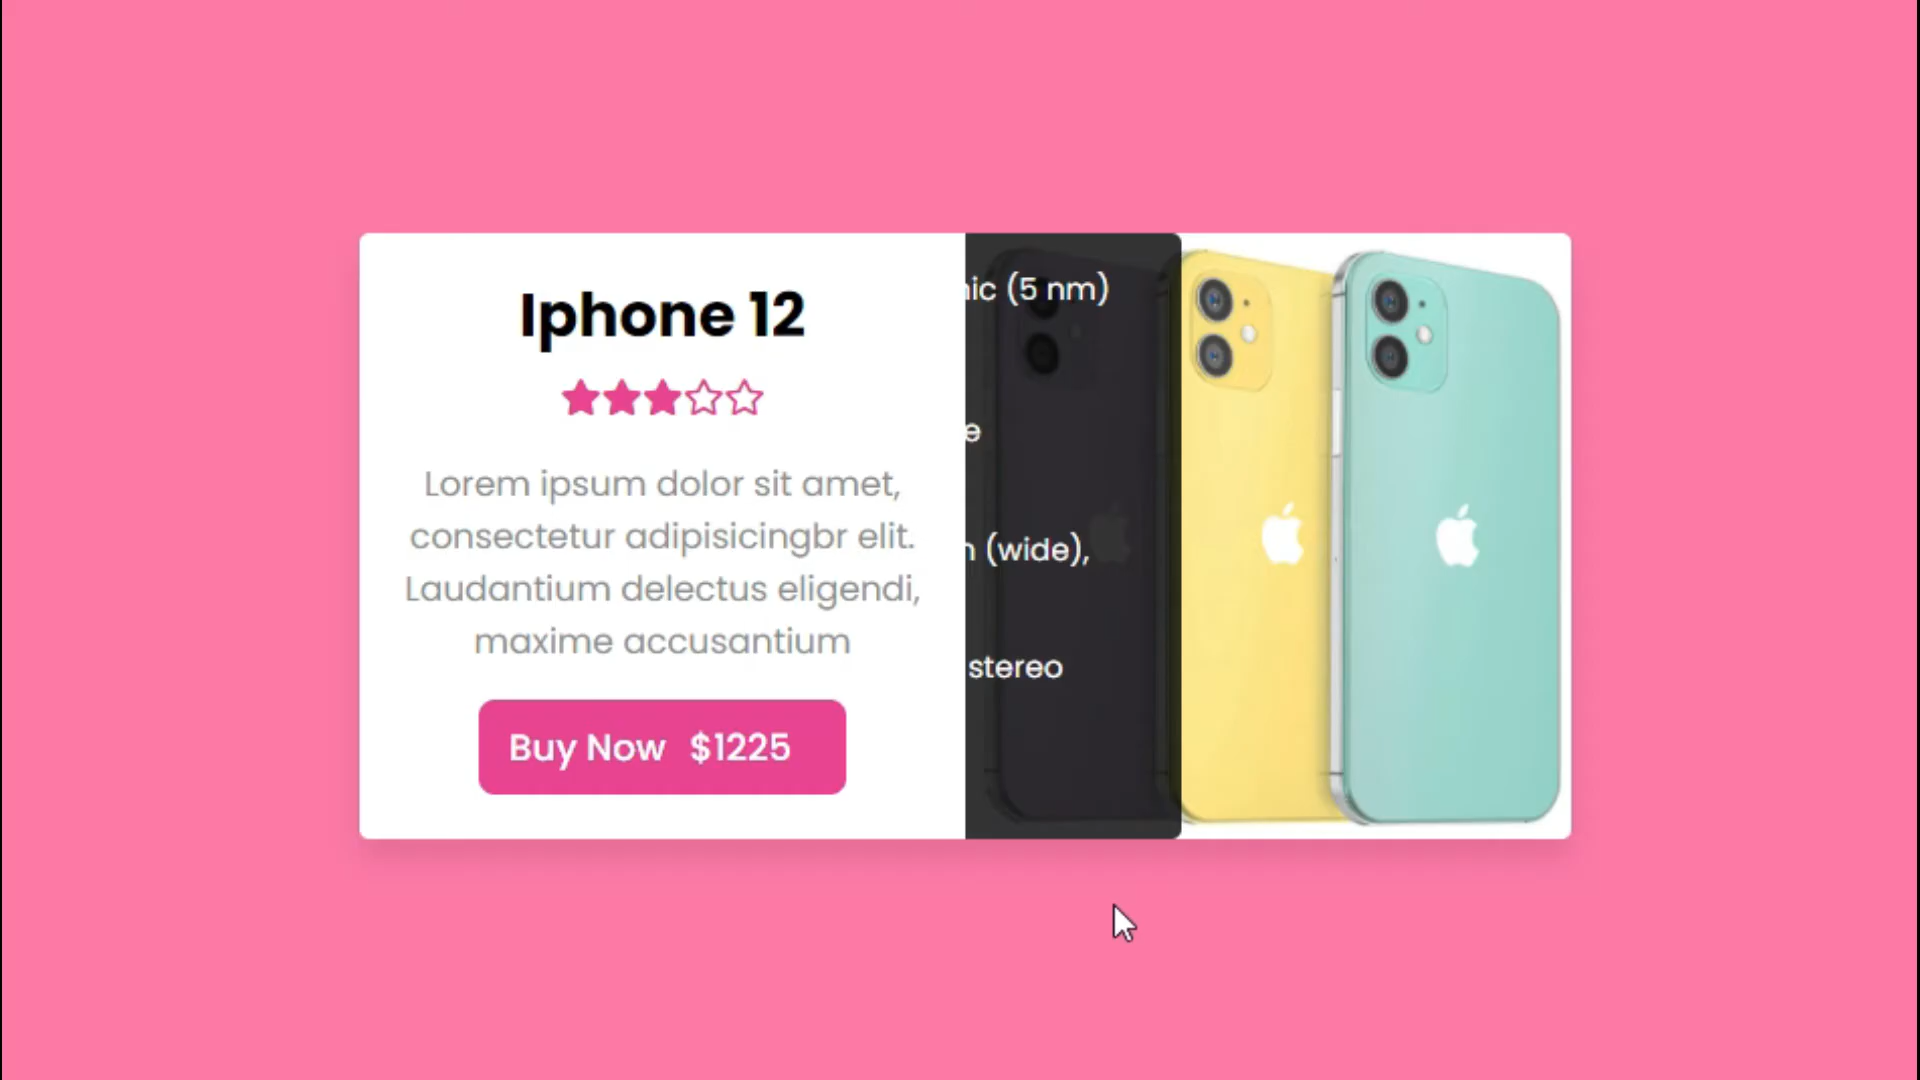 Iphone 12
Lorem ipsum dolor sit amet,
consectetur adipisicingbr elit.
Laudantium delectus eligendi,
maxime accusantium
Buy Now $1225
(5 nm)
(wide),
stereo